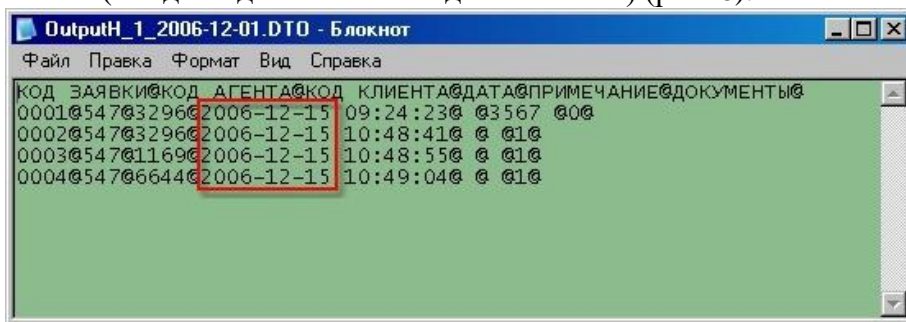 OutputH_1_2006-12-01.DTO - Блокнот
Файл Правка Формат Вид Справка
КОД ЗАЯВКИ@КОД АГЕНТА@КОД КЛИЕНТА@ДАТА@ПРИМЕЧАНИЕ@ДОКУМЕНТЫ@
0001@547@3296@2006-12-15 09:24:23@ @3567 @0@
0002@547@3296@2006-12-15 10:48:41@ @ @1@
0003@547@1169@2006-12-15 10:48:55@ @ @1@
0004@547@6644@2006-12-15 10:49:04@ @ @1@